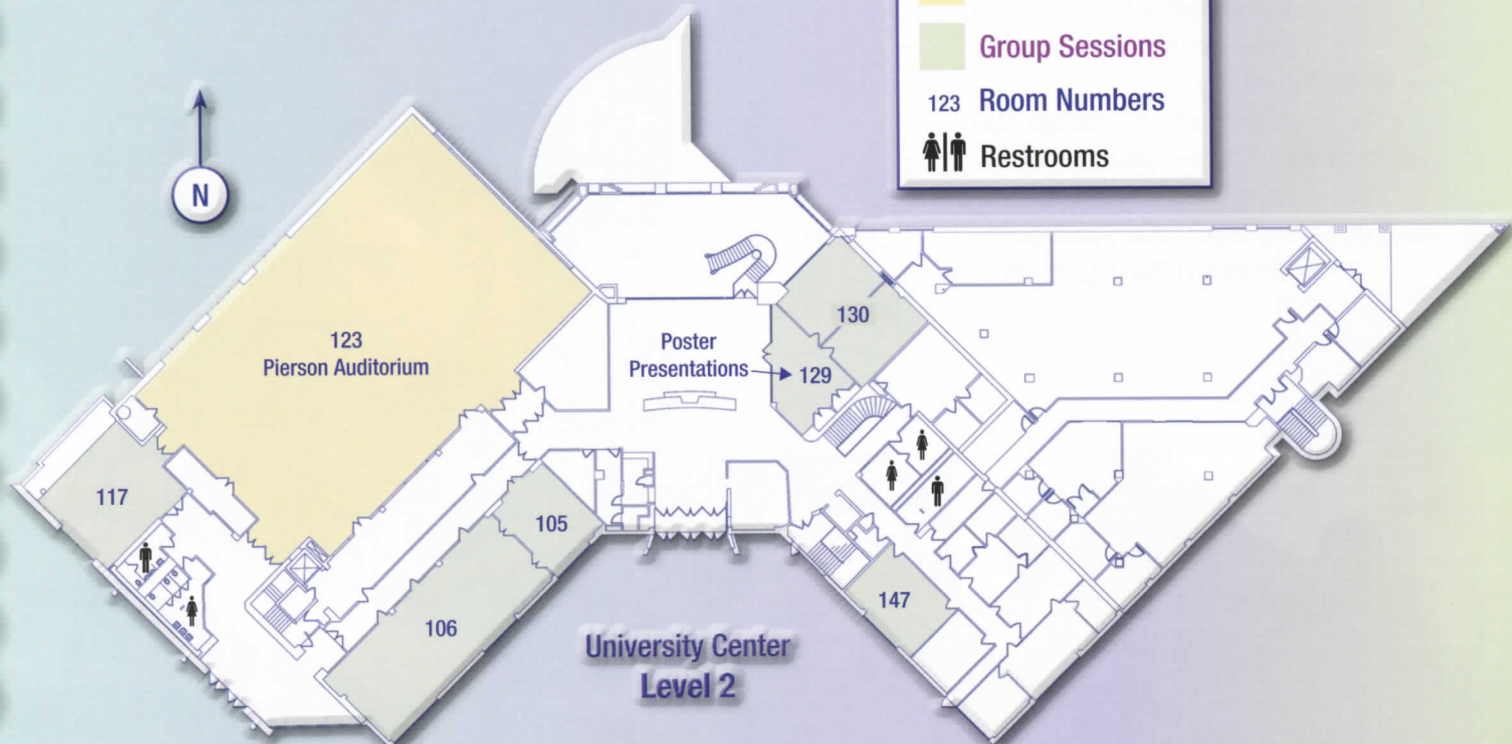 Group Sessions
123 Room Numbers
Restrooms
N
123
Pierson Auditorium
Poster
Presentations
130
129
117
105
106
147
University Center
Level 2